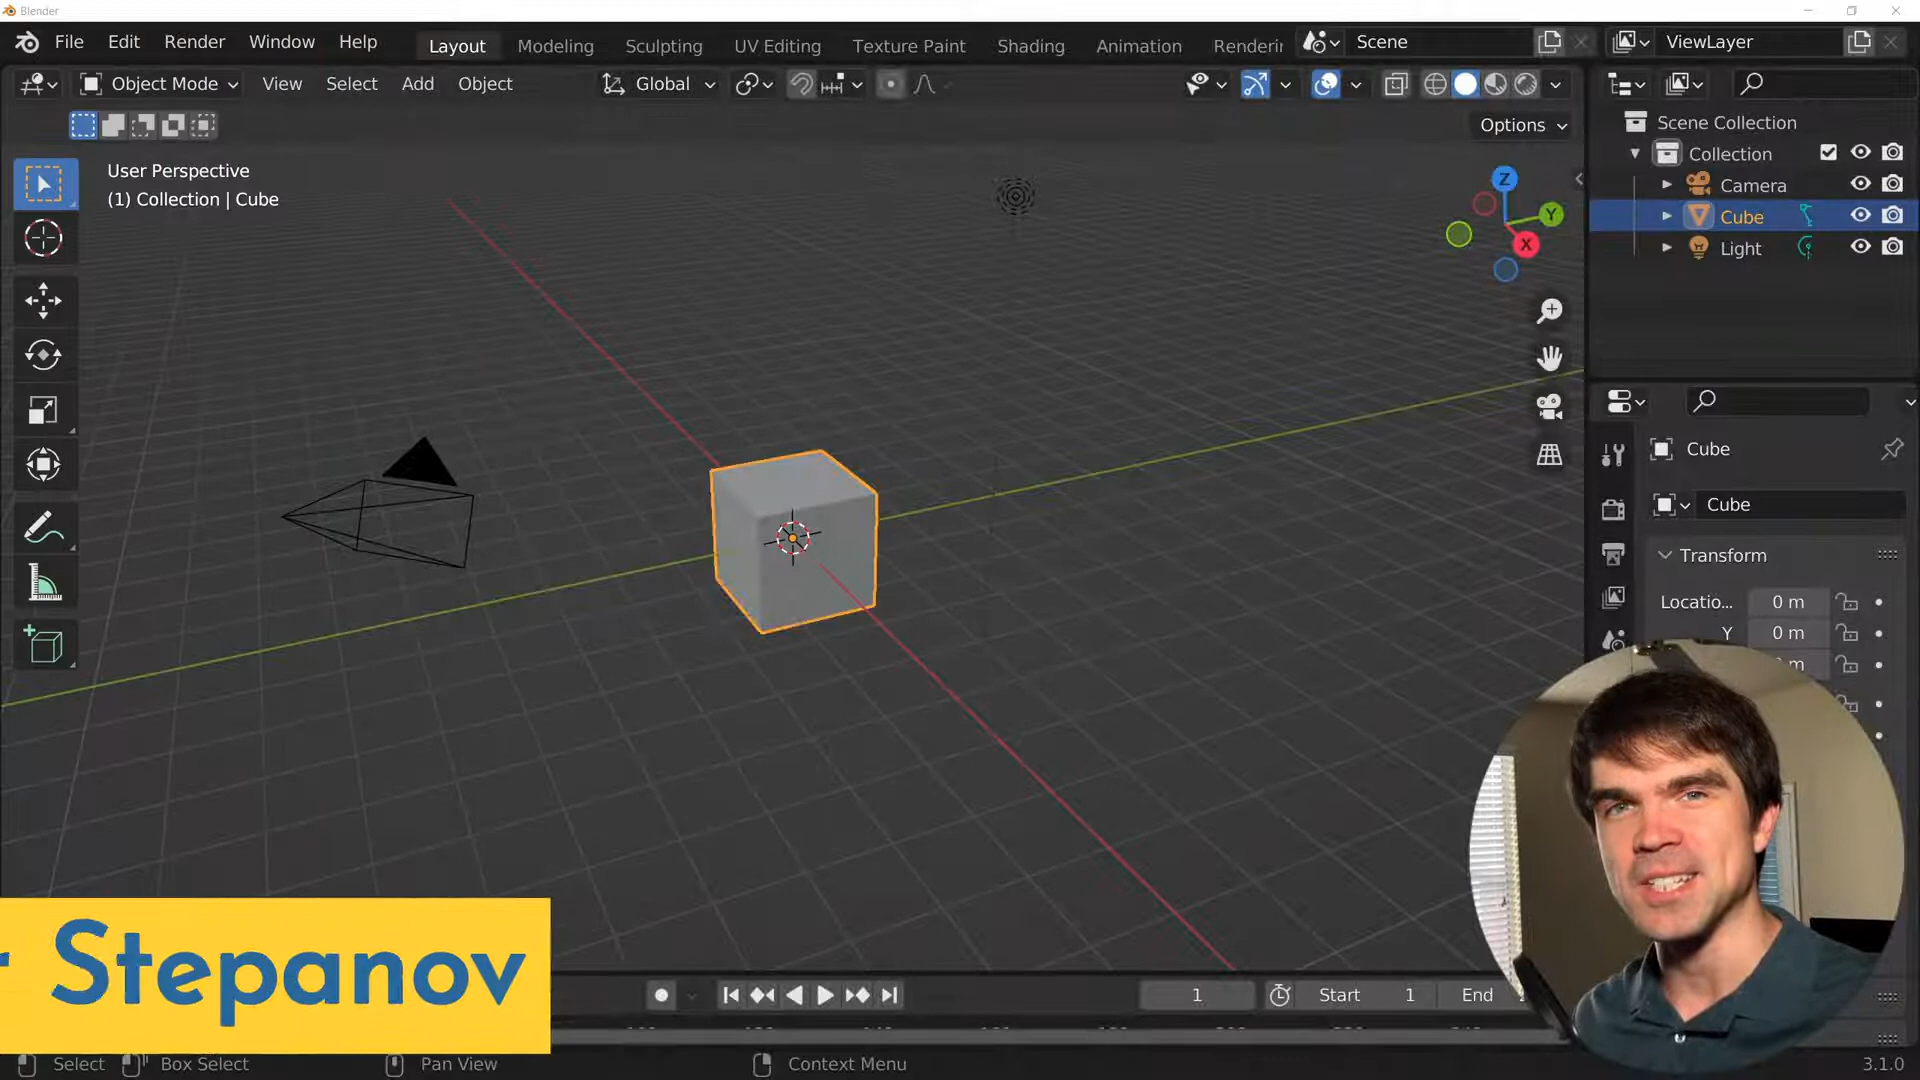 Blender
File Edit Render Window Help Layout Modeling Sculpting UV Editing Texture Paint Shading Animation Renderin Scene ViewLayer
Object Mode View Select Add Object Global
Options
User Perspective
(1) Collection | Cube
Z
Y
X
Scene Collection
Collection
Camera
Cube
Light
Cube
Cube
Transform
Locatio... 0 m
Y 0 m
m
Stepanov
1 Start 1 End
Select Box Select Pan View Context Menu 3.1.0